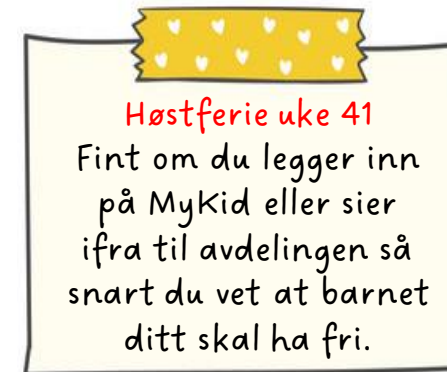 Høstferie uke 41
Fint om du legger inn
på MyKid eller sier
ifra til avdelingen så
snart du vet at barnet
ditt skal ha fri.